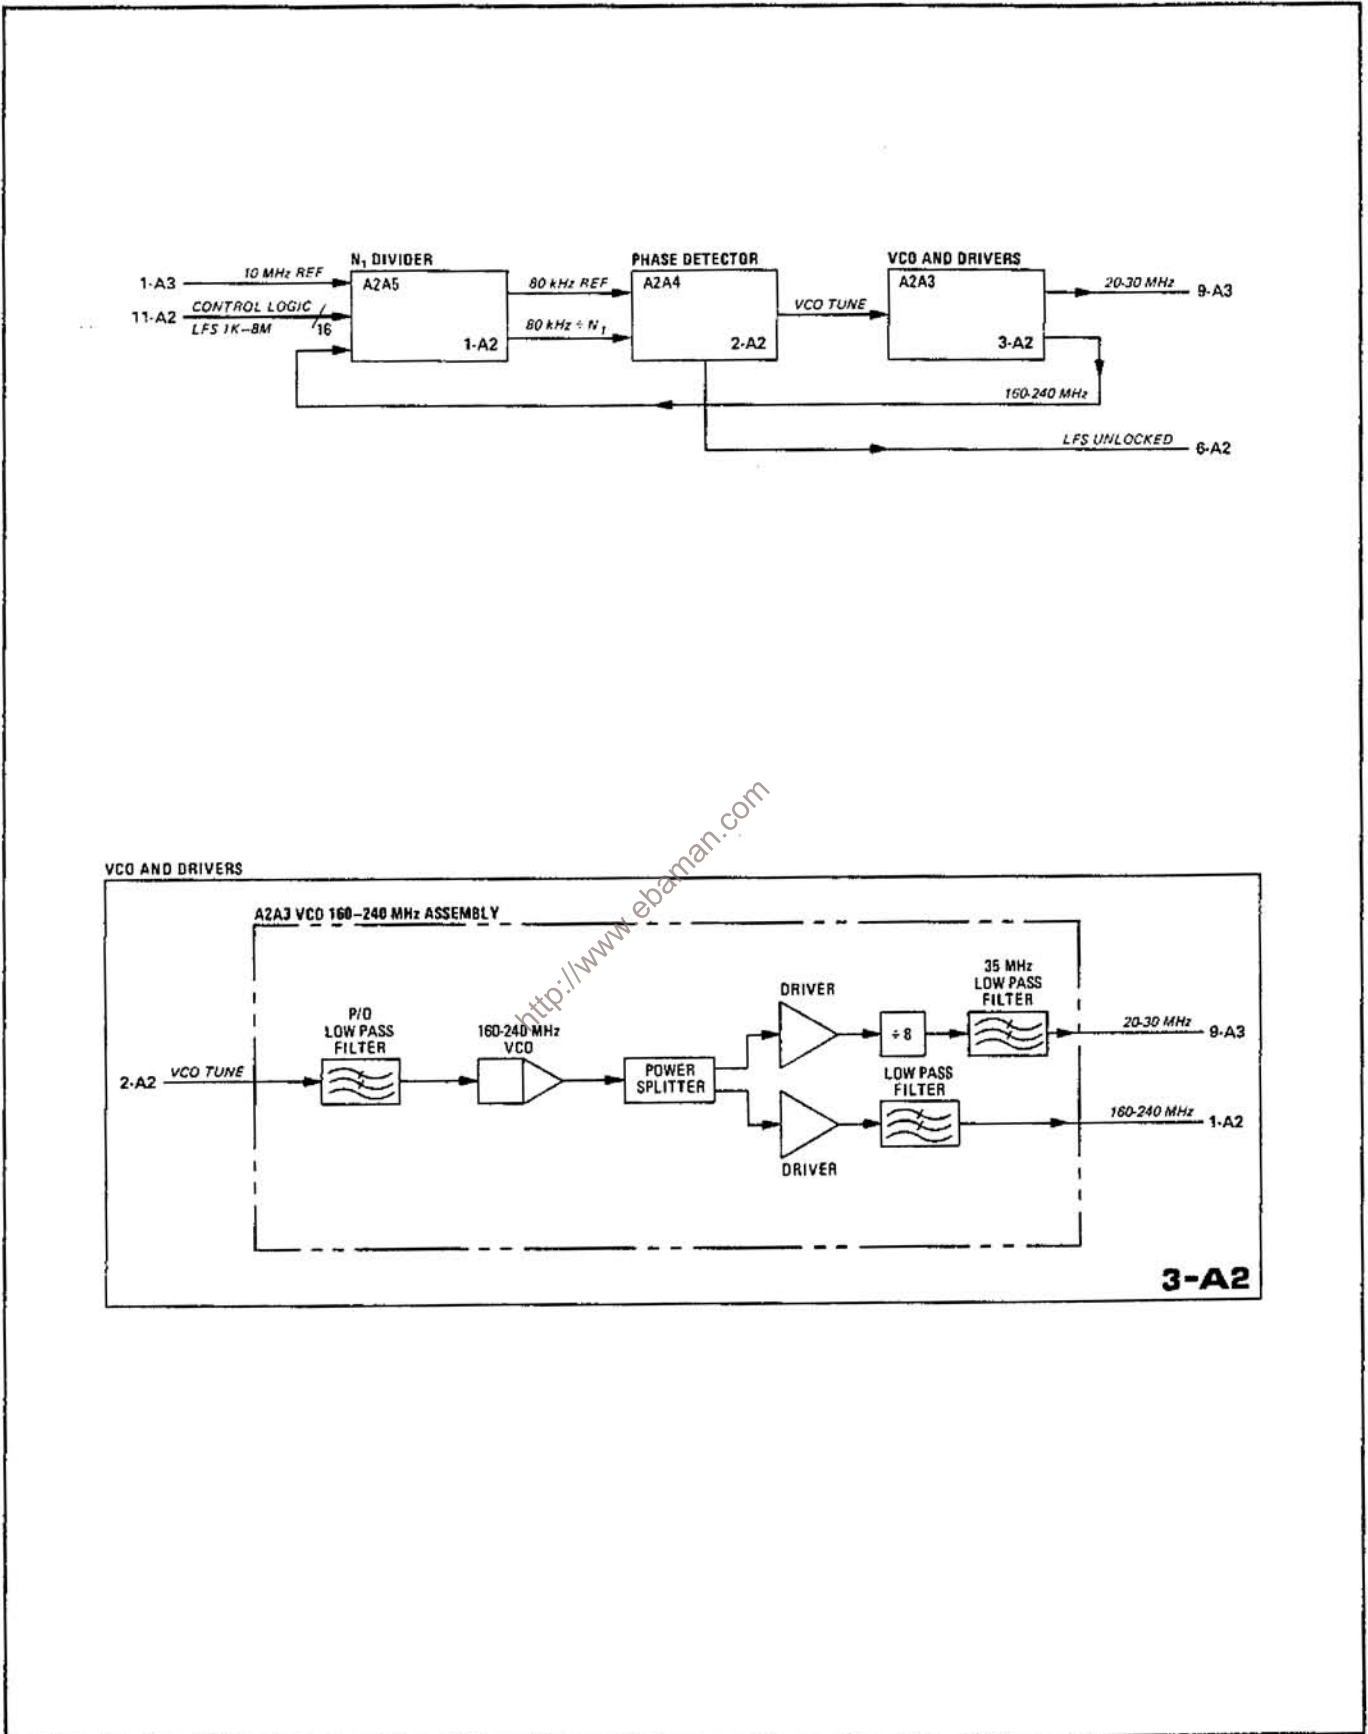 N₁ DIVIDER
PHASE DETECTOR
VCO AND DRIVERS
1-A3
10 MHz REF
A2A5
80 kHz REF
A2A4
A2A3
20-30 MHz
9-A3
11-A2
CONTROL LOGIC
LFS 1K–8M
/16
VCO TUNE
80 kHz ÷ N₁
1-A2
2-A2
3-A2
160-240 MHz
LFS UNLOCKED
6-A2
http://www.ebaman.com
VCO AND DRIVERS
A2A3 VCO 160–240 MHz ASSEMBLY
35 MHz
LOW PASS
FILTER
DRIVER
P/O
LOW PASS
FILTER
160-240 MHz
VCO
÷8
20-30 MHz
9-A3
2-A2
VCO TUNE
POWER
SPLITTER
LOW PASS
FILTER
160-240 MHz
1-A2
DRIVER
3-A2